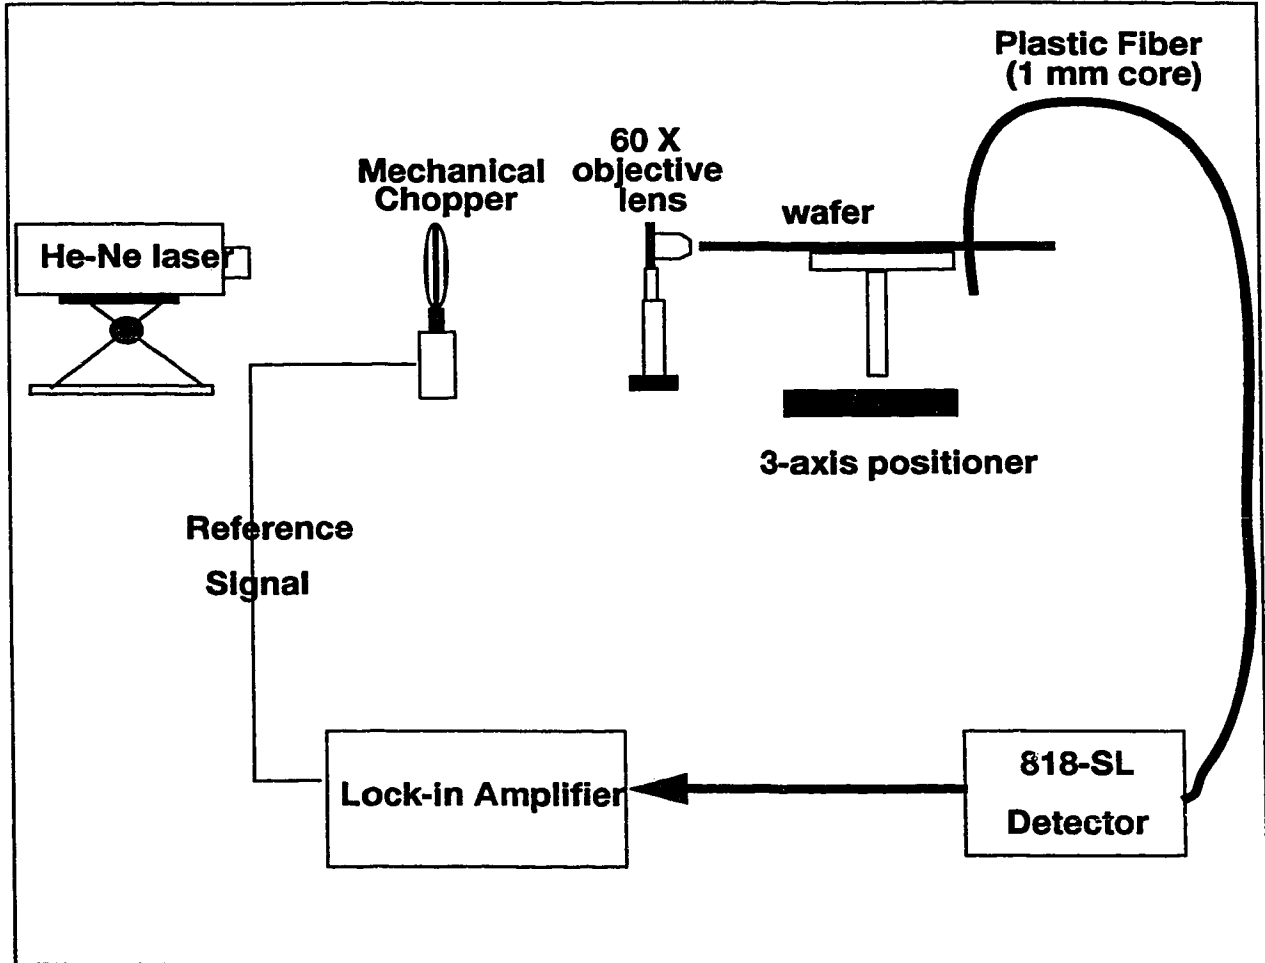 Plastic Fiber
(1 mm core)
60 X
objective
lens
Mechanical
Chopper
wafer
He-Ne laser
3-axis positioner
Reference
Signal
818-SL
Detector
Lock-in Amplifier